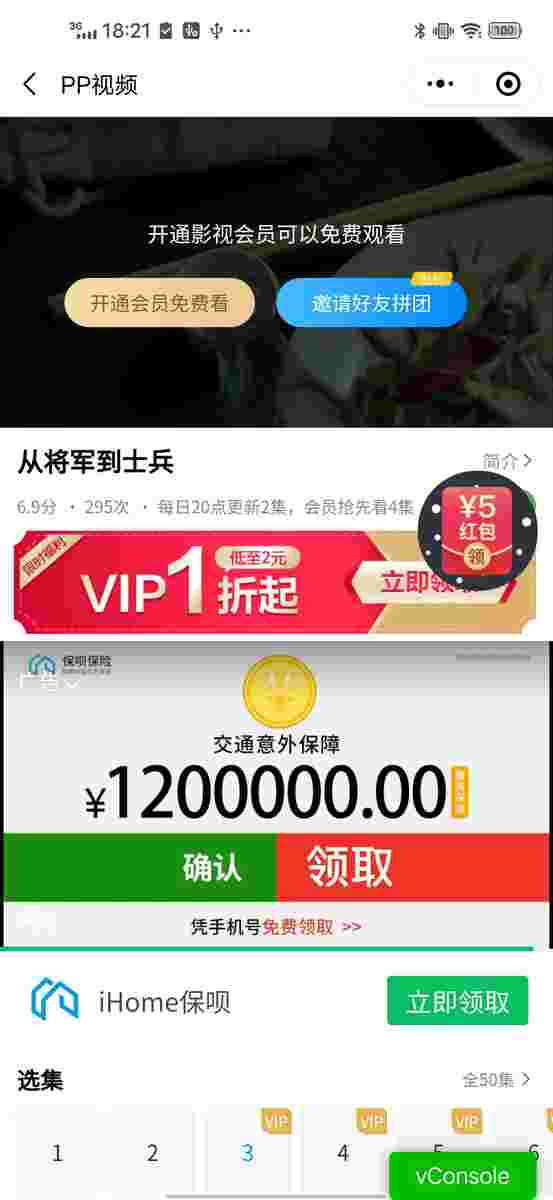 3G 18:21 100
PP视频
开通影视会员可以免费观看
开通会员免费看
邀请好友拼团
从将军到士兵
简介
6.9分 · 295次 · 每日20点更新2集，会员抢先看4集
¥5
红包
领
限时福利
VIP1折起
低至2元
立即领取
保呗保险
广告
交通意外保障
¥1200000.00
确认
领取
凭手机号免费领取 >>
iHome保呗
立即领取
选集
全50集
VIP VIP VIP
1 2 3 4 5 6
vConsole